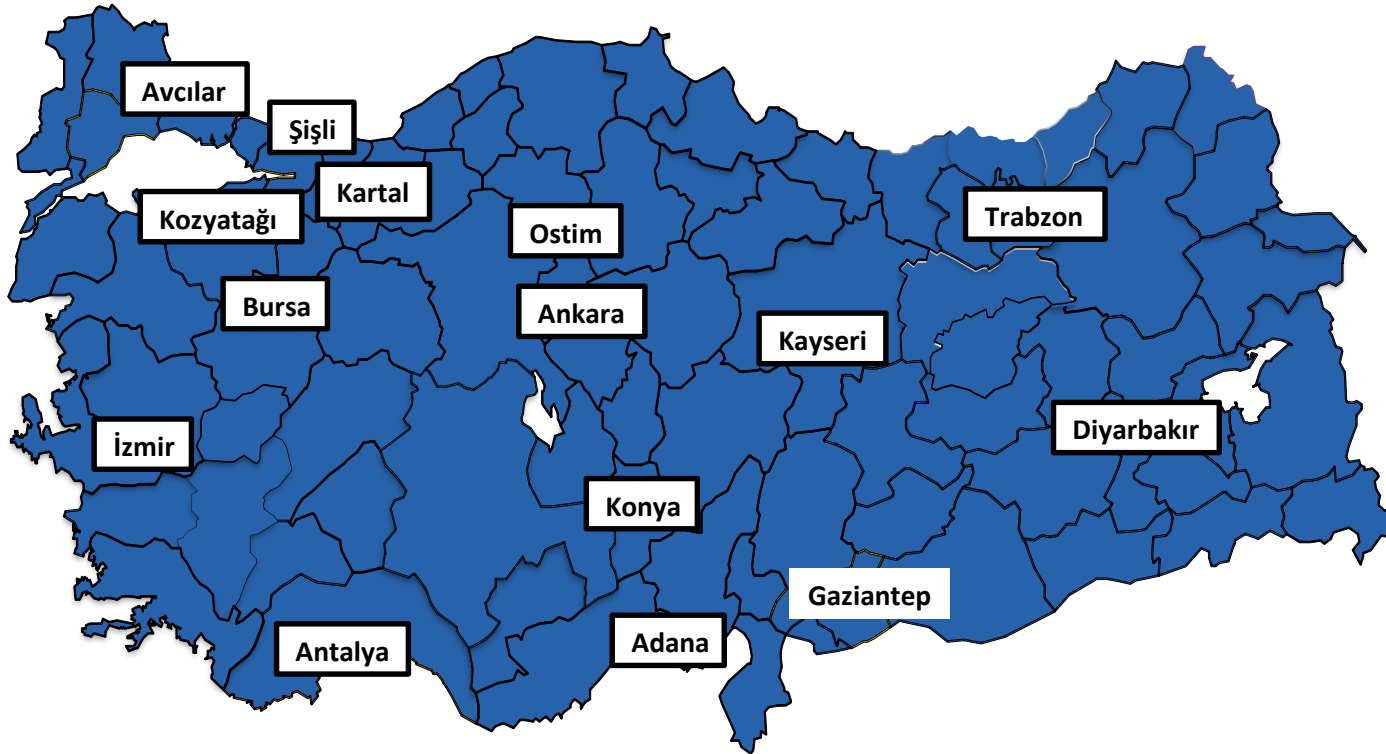 Avcılar
Şişli
Kartal
Kozyatağı
Trabzon
Ostim
Bursa
Ankara
Kayseri
Diyarbakır
İzmir
Konya
Gaziantep
Adana
Antalya